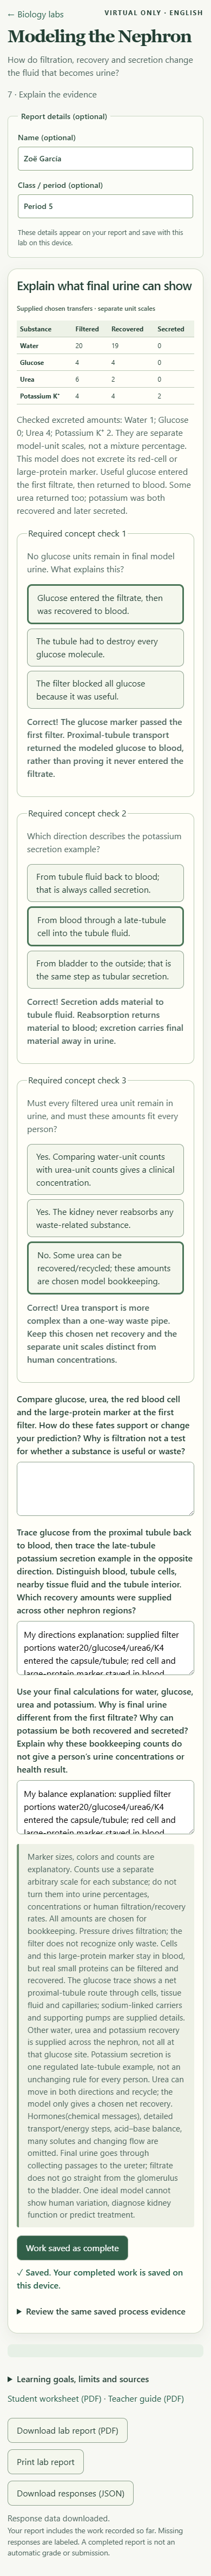 ← Biology labs
VIRTUAL ONLY · ENGLISH
Modeling the Nephron
How do filtration, recovery and secretion change
the fluid that becomes urine?
7 · Explain the evidence
Report details (optional)
Name (optional)
Zoë García
Class / period (optional)
Period 5
These details appear on your report and save with this
lab on this device.
Explain what final urine can show
Supplied chosen transfers · separate unit scales
Substance Filtered Recovered Secreted
Water 20 19 0
Glucose 4 4 0
Urea 6 2 0
Potassium K⁺ 4 4 2
Checked excreted amounts: Water 1; Glucose
0; Urea 4; Potassium K⁺ 2. They are separate
model-unit scales, not a mixture percentage.
This model does not excrete its red-cell or
large-protein marker. Useful glucose entered
the first filtrate, then returned to blood. Some
urea returned too; potassium was both
recovered and later secreted.
Required concept check 1
No glucose units remain in final model
urine. What explains this?
Glucose entered the filtrate, then
was recovered to blood.
The tubule had to destroy every
glucose molecule.
The filter blocked all glucose
because it was useful.
Correct! The glucose marker passed the
first filter. Proximal-tubule transport
returned the modeled glucose to blood,
rather than proving it never entered the
filtrate.
Required concept check 2
Which direction describes the potassium
secretion example?
From tubule fluid back to blood;
that is always called secretion.
From blood through a late-tubule
cell into the tubule fluid.
From bladder to the outside; that is
the same step as tubular secretion.
Correct! Secretion adds material to
tubule fluid. Reabsorption returns
material to blood; excretion carries final
material away in urine.
Required concept check 3
Must every filtered urea unit remain in
urine, and must these amounts fit every
person?
Yes. Comparing water-unit counts
with urea-unit counts gives a clinical
concentration.
Yes. The kidney never reabsorbs any
waste-related substance.
No. Some urea can be
recovered/recycled; these amounts
are chosen model bookkeeping.
Correct! Urea transport is more
complex than a one-way waste pipe.
Keep this chosen net recovery and the
separate unit scales distinct from
human concentrations.
Compare glucose, urea, the red blood cell
and the large-protein marker at the first
filter. How do these fates support or change
your prediction? Why is filtration not a test
for whether a substance is useful or waste?
Trace glucose from the proximal tubule back
to blood, then trace the late-tubule
potassium secretion example in the opposite
direction. Distinguish blood, tubule cells,
nearby tissue fluid and the tubule interior.
Which recovery amounts were supplied
across other nephron regions?
My directions explanation: supplied filter
portions water20/glucose4/urea6/K4
entered the capsule/tubule; red cell and
large-protein marker stayed in blood.
Use your final calculations for water, glucose,
urea and potassium. Why is final urine
different from the first filtrate? Why can
potassium be both recovered and secreted?
Explain why these bookkeeping counts do
not give a person's urine concentrations or
health result.
My balance explanation: supplied filter
portions water20/glucose4/urea6/K4
entered the capsule/tubule; red cell and
large-protein marker stayed in blood.
Marker sizes, colors and counts are
explanatory. Counts use a separate
arbitrary scale for each substance; do not
turn them into urine percentages,
concentrations or human filtration/recovery
rates. All amounts are chosen for
bookkeeping. Pressure drives filtration; the
filter does not recognize only waste. Cells
and this large-protein marker stay in blood,
but real small proteins can be filtered and
recovered. The glucose trace shows a net
proximal-tubule route through cells, tissue
fluid and capillaries; sodium-linked carriers
and supporting pumps are supplied details.
Other water, urea and potassium recovery
is supplied across the nephron, not all at
that glucose site. Potassium secretion is
one regulated late-tubule example, not an
unchanging rule for every person. Urea can
move in both directions and recycle; the
model only gives a chosen net recovery.
Hormones(chemical messages), detailed
transport/energy steps, acid–base balance,
many solutes and changing flow are
omitted. Final urine goes through
collecting passages to the ureter; filtrate
does not go straight from the glomerulus
to the bladder. One ideal model cannot
show human variation, diagnose kidney
function or predict treatment.
Work saved as complete
✓ Saved. Your completed work is saved on
this device.
▶ Review the same saved process evidence
▶ Learning goals, limits and sources
Student worksheet (PDF) · Teacher guide (PDF)
Download lab report (PDF)
Print lab report
Download responses (JSON)
Response data downloaded.
Your report includes the work recorded so far. Missing
responses are labeled. A completed report is not an
automatic grade or submission.